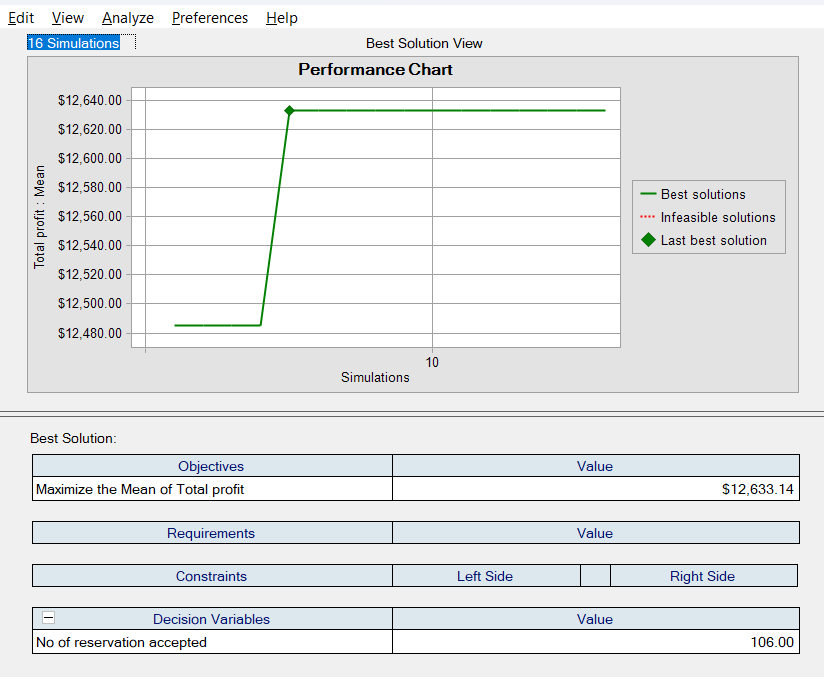 Edit View Analyze Preferences Help
16 Simulations Best Solution View
Performance Chart
$12,640.00
$12,620.00
$12,600.00
$12,580.00
$12,560.00
$12,540.00
$12,520.00
$12,500.00
$12,480.00
Total profit : Mean
10
Simulations
Best solutions
Infeasible solutions
Last best solution
Best Solution:
Objectives Value
Maximize the Mean of Total profit $12,633.14
Requirements Value
Constraints Left Side Right Side
Decision Variables Value
No of reservation accepted 106.00